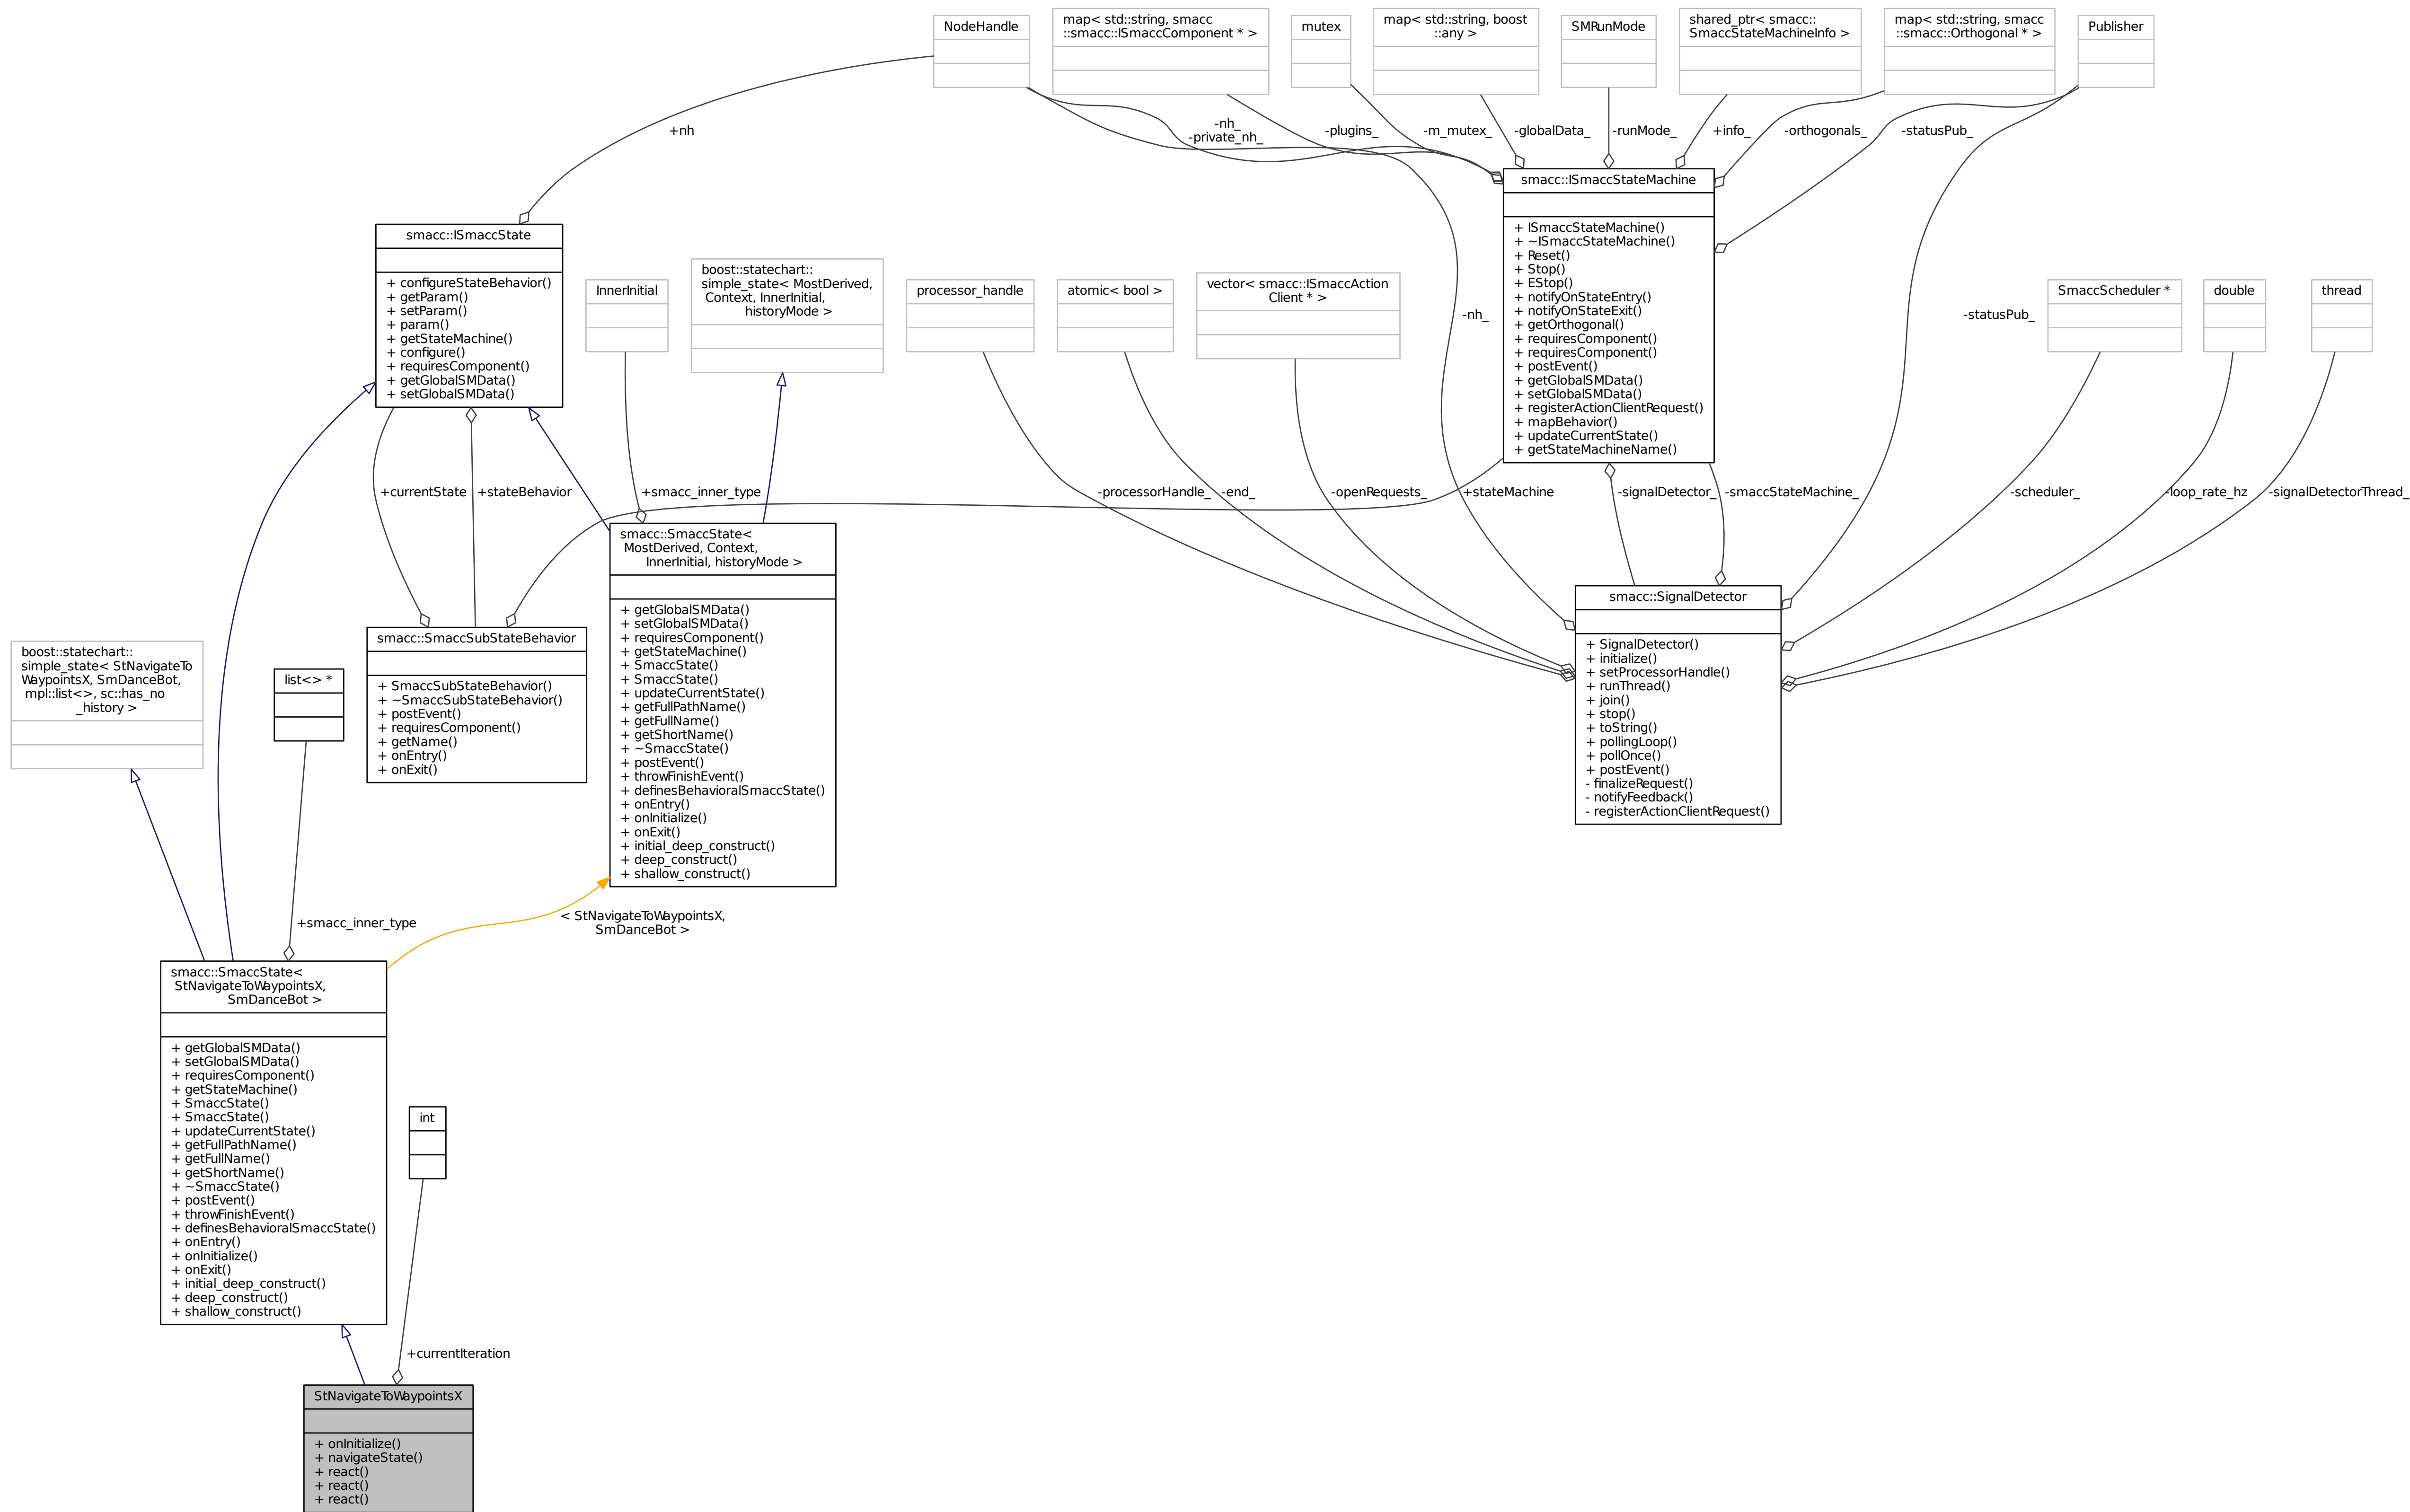 NodeHandle
map< std::string, smacc
::smacc::ISmaccComponent * >
mutex
map< std::string, boost
::any >
SMRunMode
shared_ptr< smacc::
SmaccStateMachineInfo >
map< std::string, smacc
::smacc::Orthogonal * >
Publisher
+nh
-nh_
-private_nh_
-plugins_
-m_mutex_
-globalData_
-runMode_
+info_
-orthogonals_
-statusPub_
smacc::ISmaccStateMachine
+ ISmaccStateMachine()
+ ~ISmaccStateMachine()
+ Reset()
+ Stop()
+ EStop()
+ notifyOnStateEntry()
+ notifyOnStateExit()
+ getOrthogonal()
+ requiresComponent()
+ requiresComponent()
+ postEvent()
+ getGlobalSMData()
+ setGlobalSMData()
+ registerActionClientRequest()
+ mapBehavior()
+ updateCurrentState()
+ getStateMachineName()
smacc::ISmaccState
+ configureStateBehavior()
+ getParam()
+ setParam()
+ param()
+ getStateMachine()
+ configure()
+ requiresComponent()
+ getGlobalSMData()
+ setGlobalSMData()
InnerInitial
boost::statechart::
simple_state< MostDerived,
Context, InnerInitial,
historyMode >
processor_handle
atomic< bool >
vector< smacc::ISmaccAction
Client * >
-nh_
-statusPub_
SmaccScheduler *
double
thread
+currentState
+stateBehavior
+smacc_inner_type
-processorHandle_
-end_
-openRequests_
+stateMachine
-signalDetector_
-smaccStateMachine_
-scheduler_
-loop_rate_hz
-signalDetectorThread_
smacc::SmaccState<
MostDerived, Context,
InnerInitial, historyMode >
+ getGlobalSMData()
+ setGlobalSMData()
+ requiresComponent()
+ getStateMachine()
+ SmaccState()
+ SmaccState()
+ updateCurrentState()
+ getFullPathName()
+ getFullName()
+ getShortName()
+ ~SmaccState()
+ postEvent()
+ throwFinishEvent()
+ definesBehavioralSmaccState()
+ onEntry()
+ onInitialize()
+ onExit()
+ initial_deep_construct()
+ deep_construct()
+ shallow_construct()
smacc::SignalDetector
+ SignalDetector()
+ initialize()
+ setProcessorHandle()
+ runThread()
+ join()
+ stop()
+ toString()
+ pollingLoop()
+ pollOnce()
+ postEvent()
- finalizeRequest()
- notifyFeedback()
- registerActionClientRequest()
smacc::SmaccSubStateBehavior
+ SmaccSubStateBehavior()
+ ~SmaccSubStateBehavior()
+ postEvent()
+ requiresComponent()
+ getName()
+ onEntry()
+ onExit()
boost::statechart::
simple_state< StNavigateTo
WaypointsX, SmDanceBot,
mpl::list<>, sc::has_no
_history >
list<> *
+smacc_inner_type
< StNavigateToWaypointsX,
SmDanceBot >
smacc::SmaccState<
StNavigateToWaypointsX,
SmDanceBot >
+ getGlobalSMData()
+ setGlobalSMData()
+ requiresComponent()
+ getStateMachine()
+ SmaccState()
+ SmaccState()
+ updateCurrentState()
+ getFullPathName()
+ getFullName()
+ getShortName()
+ ~SmaccState()
+ postEvent()
+ throwFinishEvent()
+ definesBehavioralSmaccState()
+ onEntry()
+ onInitialize()
+ onExit()
+ initial_deep_construct()
+ deep_construct()
+ shallow_construct()
int
+currentIteration
StNavigateToWaypointsX
+ onInitialize()
+ navigateState()
+ react()
+ react()
+ react()